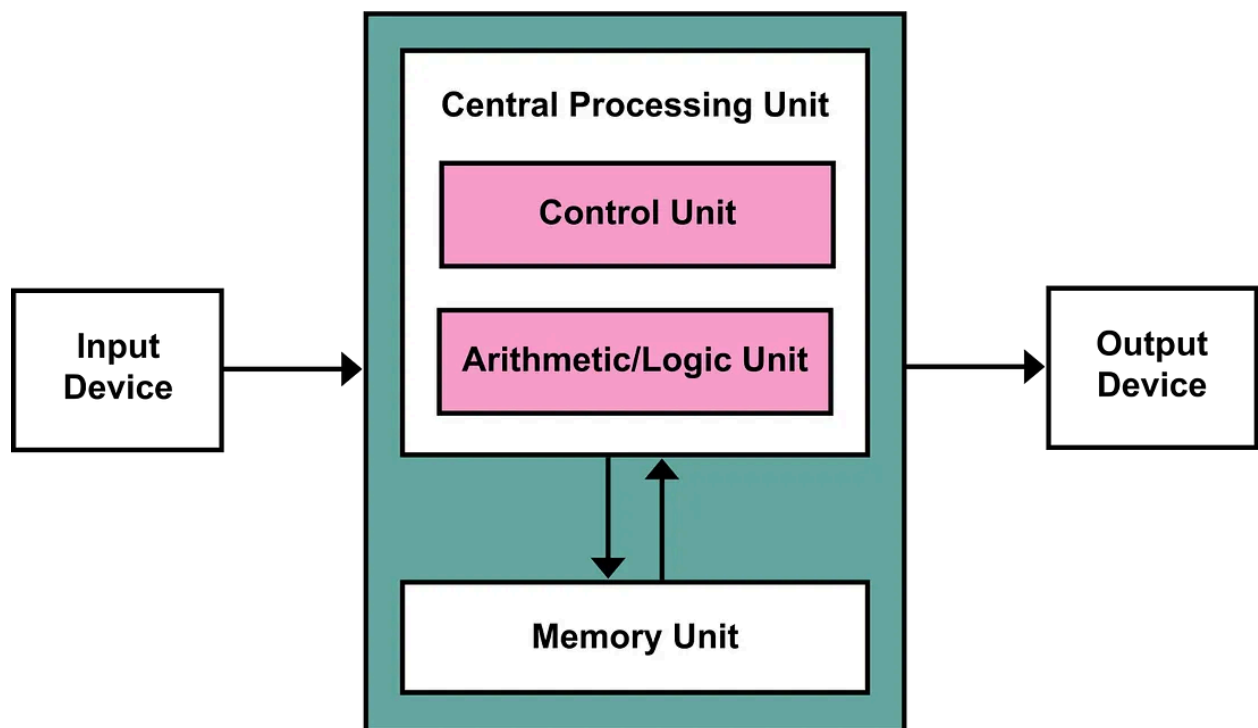 Central Processing Unit
Control Unit
Arithmetic/Logic Unit
Input
Device
Output
Device
Memory Unit